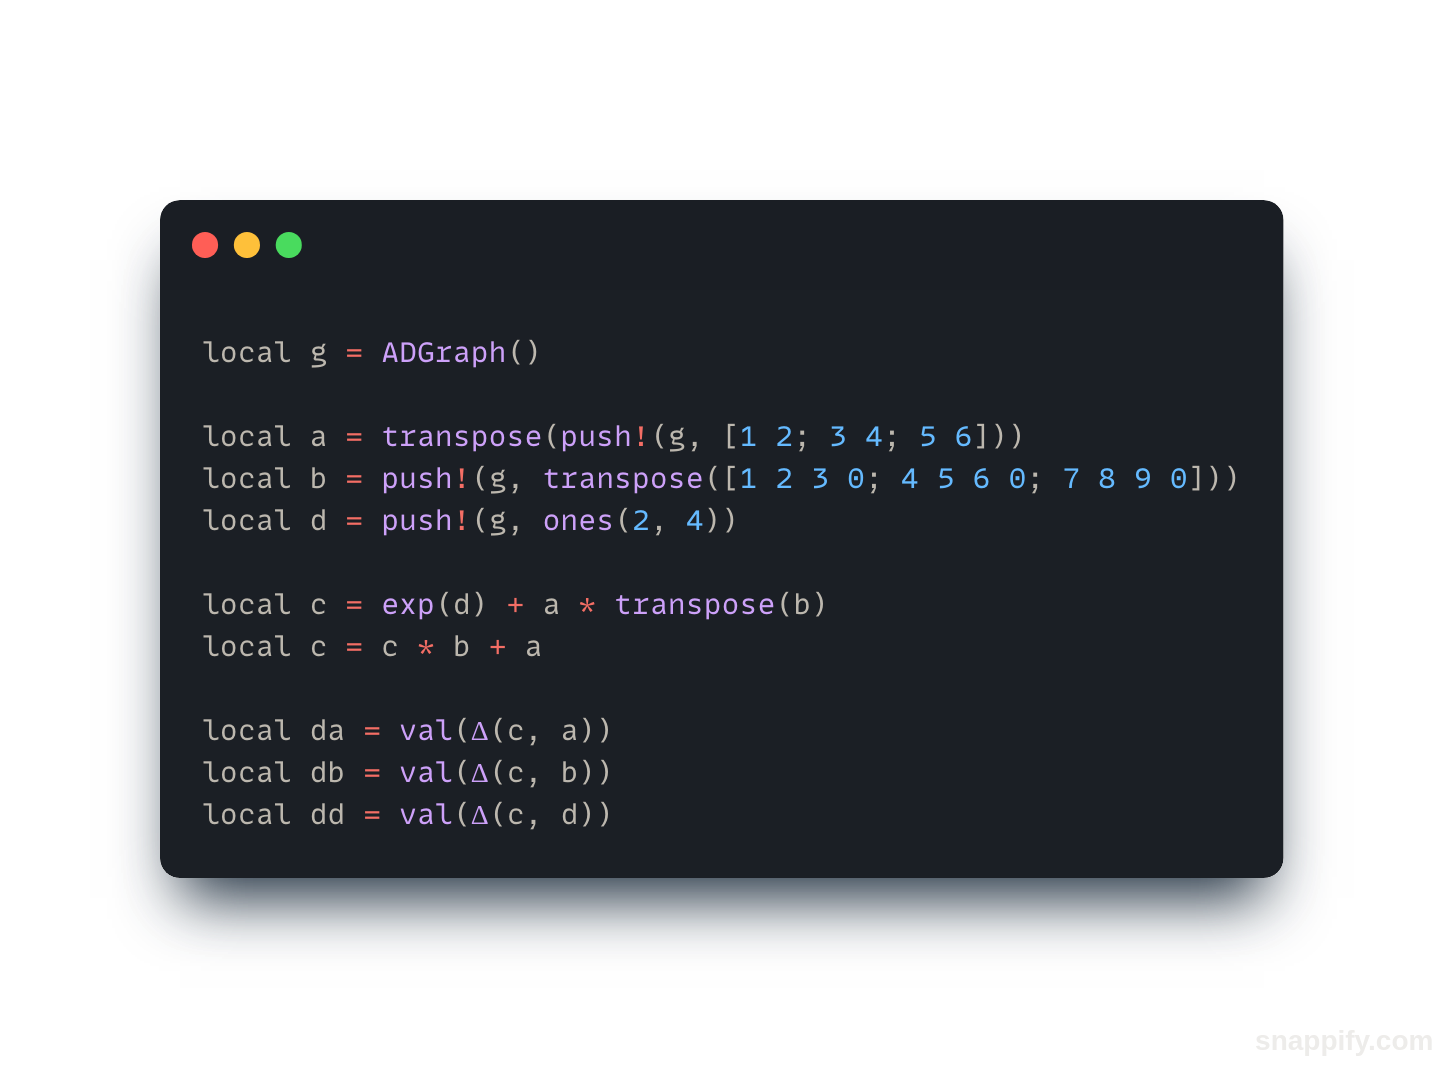 local g = ADGraph()
local a = transpose(push!(g, [1 2; 3 4; 5 6]))
local b = push!(g, transpose([1 2 3 0; 4 5 6 0; 7 8 9 0]))
local d = push!(g, ones(2, 4))
local c = exp(d) + a * transpose(b)
local c = c * b + a
local da = val(Δ(c, a))
local db = val(Δ(c, b))
local dd = val(Δ(c, d))
snappify.com